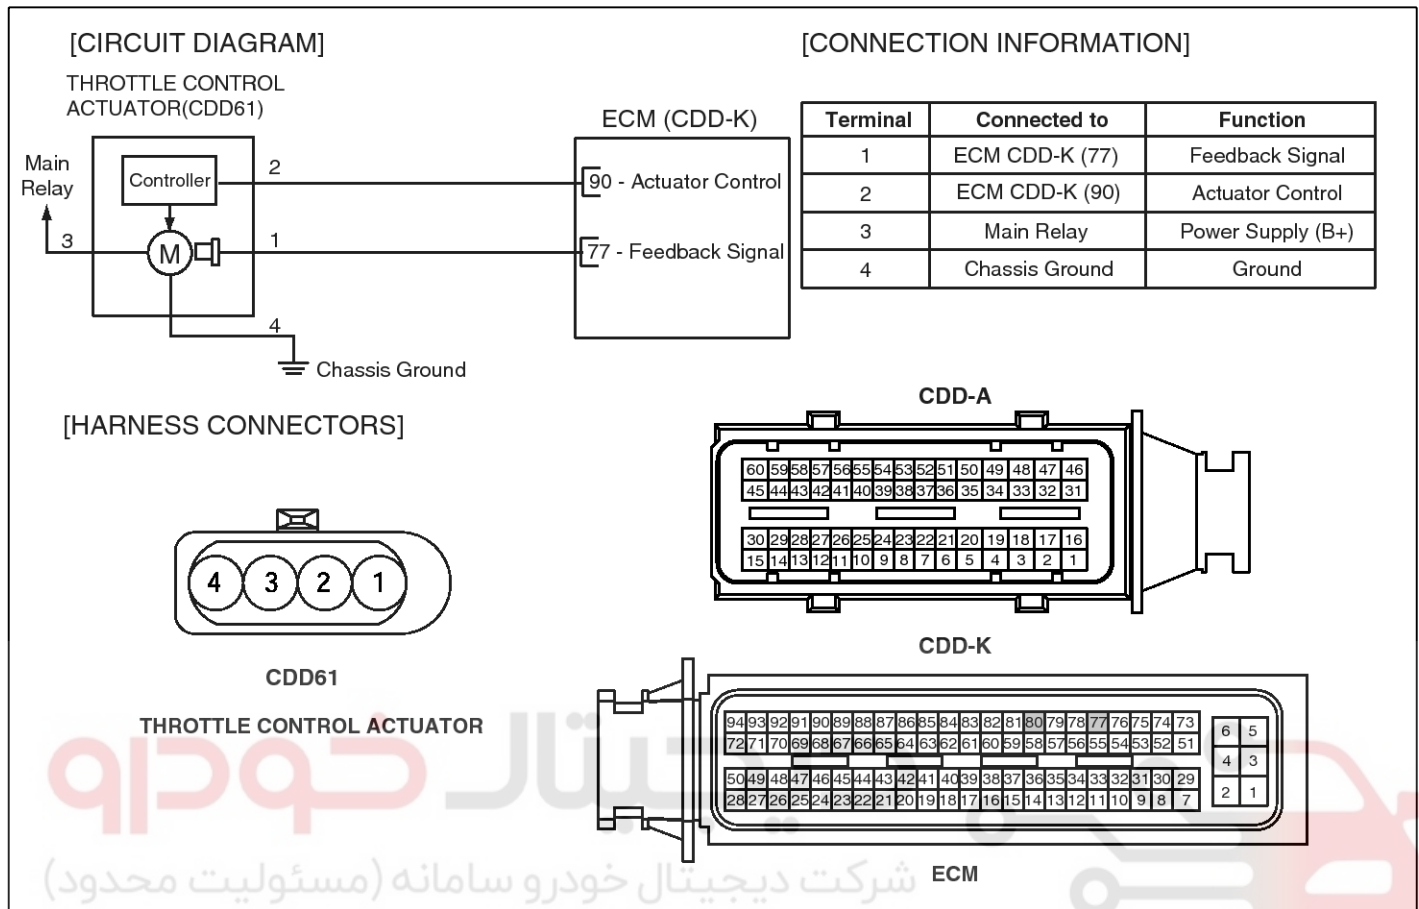 [CIRCUIT DIAGRAM]
THROTTLE CONTROL
ACTUATOR(CDD61)
Main
Relay
Controller
M
3
2
1
4
Chassis Ground
ECM (CDD-K)
90 - Actuator Control
77 - Feedback Signal
[CONNECTION INFORMATION]
Terminal Connected to Function
1 ECM CDD-K (77) Feedback Signal
2 ECM CDD-K (90) Actuator Control
3 Main Relay Power Supply (B+)
4 Chassis Ground Ground
[HARNESS CONNECTORS]
4 3 2 1
CDD61
THROTTLE CONTROL ACTUATOR
CDD-A
60 59 58 57 56 55 54 53 52 51 50 49 48 47 46
45 44 43 42 41 40 39 38 37 36 35 34 33 32 31
30 29 28 27 26 25 24 23 22 21 20 19 18 17 16
15 14 13 12 11 10 9 8 7 6 5 4 3 2 1
CDD-K
94 93 92 91 90 89 88 87 86 85 84 83 82 81 80 79 78 77 76 75 74 73
72 71 70 69 68 67 66 65 64 63 62 61 60 59 58 57 56 55 54 53 52 51
50 49 48 47 46 45 44 43 42 41 40 39 38 37 36 35 34 33 32 31 30 29
28 27 26 25 24 23 22 21 20 19 18 17 16 15 14 13 12 11 10 9 8 7
6 5
4 3
2 1
ECM
دیجیتال خودرو
شرکت دیجیتال خودرو سامانه (مسئولیت محدود)